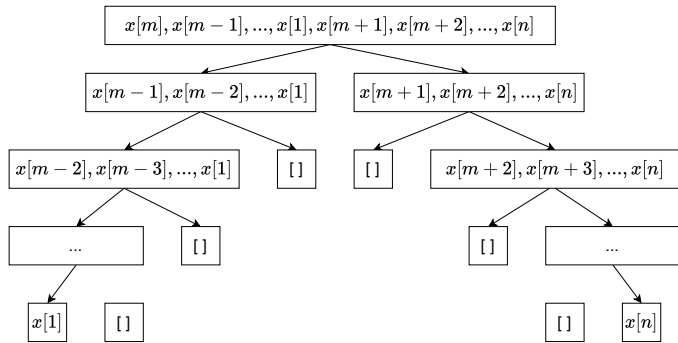 x[m], x[m − 1], ..., x[1], x[m + 1], x[m + 2], ..., x[n]
x[m − 1], x[m − 2], ..., x[1]
x[m + 1], x[m + 2], ..., x[n]
x[m − 2], x[m − 3], ..., x[1]
[ ]
[ ]
x[m + 2], x[m + 3], ..., x[n]
...
[ ]
[ ]
...
x[1]
[ ]
[ ]
x[n]